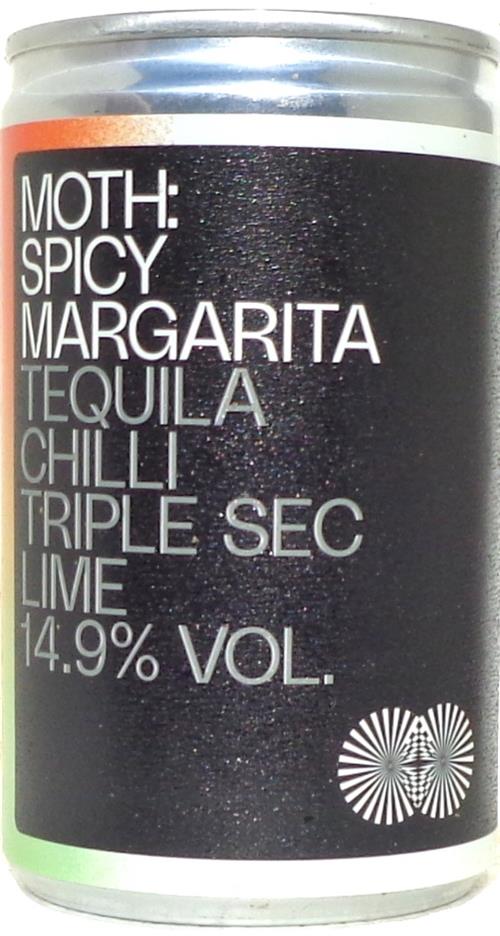 MOTH:
SPICY
MARGARITA
TEQUILA
CHILLI
TRIPLE SEC
LIME
14.9% VOL.